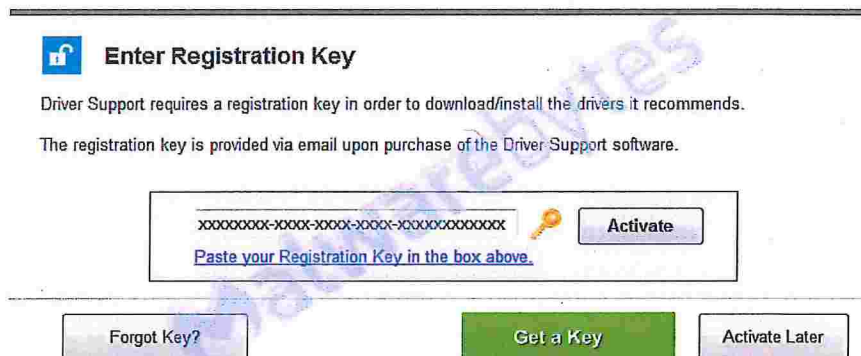 Enter Registration Key
Driver Support requires a registration key in order to download/install the drivers it recommends.
The registration key is provided via email upon purchase of the Driver Support software.
xxxxxxxx-xxxx-xxxx-xxxx-xxxxxxxxxxxx
Activate
Paste your Registration Key in the box above.
Forgot Key?
Get a Key
Activate Later
malwarebytes